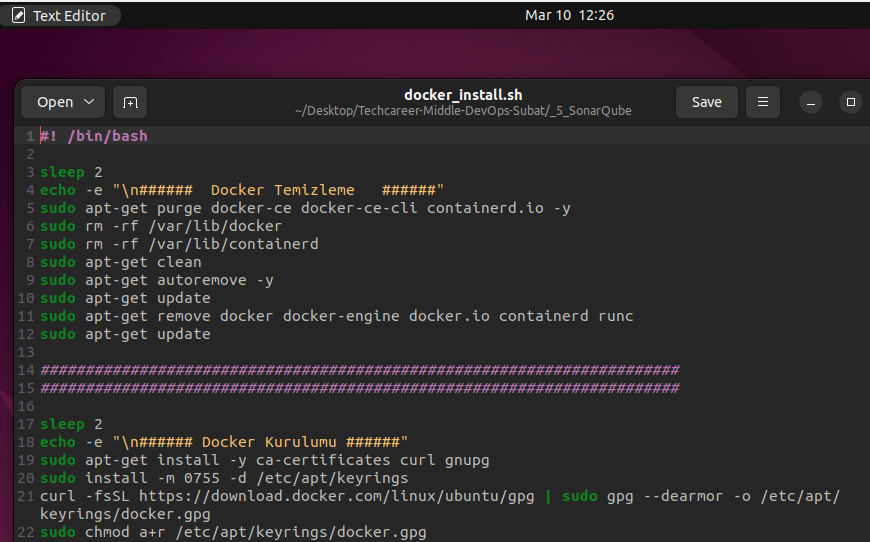 Text Editor
Mar 10 12:26
Open
docker_install.sh
~/Desktop/Techcareer-Middle-DevOps-Subat/_5_SonarQube
Save
1 #! /bin/bash
2
3 sleep 2
4 echo -e "\n######  Docker Temizleme   ######"
5 sudo apt-get purge docker-ce docker-ce-cli containerd.io -y
6 sudo rm -rf /var/lib/docker
7 sudo rm -rf /var/lib/containerd
8 sudo apt-get clean
9 sudo apt-get autoremove -y
10 sudo apt-get update
11 sudo apt-get remove docker docker-engine docker.io containerd runc
12 sudo apt-get update
13
14 #######################################################################
15 #######################################################################
16
17 sleep 2
18 echo -e "\n###### Docker Kurulumu ######"
19 sudo apt-get install -y ca-certificates curl gnupg
20 sudo install -m 0755 -d /etc/apt/keyrings
21 curl -fsSL https://download.docker.com/linux/ubuntu/gpg | sudo gpg --dearmor -o /etc/apt/
keyrings/docker.gpg
22 sudo chmod a+r /etc/apt/keyrings/docker.gpg